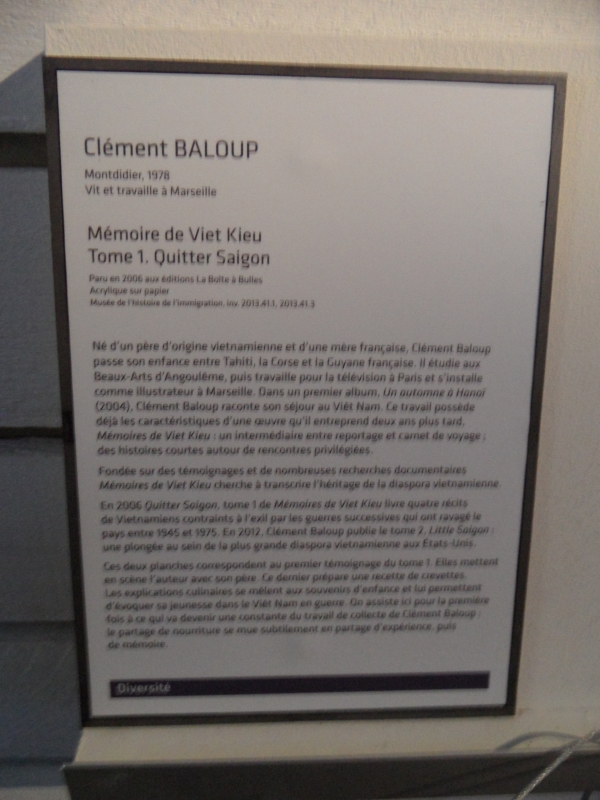 Clément BALOUP
Montdidier, 1978
Vit et travaille à Marseille
Mémoire de Viet Kieu
Tome 1. Quitter Saigon
Paru en 2006 aux éditions La Boîte à Bulles
Acrylique sur papier
Musée de l'histoire de l'immigration, inv. 2013.41.1, 2013.41.3
Né d'un père d'origine vietnamienne et d'une mère française, Clément Baloup
passe son enfance entre Tahiti, la Corse et la Guyane française. Il étudie aux
Beaux-Arts d'Angoulême, puis travaille pour la télévision à Paris et s'installe
comme illustrateur à Marseille. Dans un premier album, Un automne à Hanoï
(2004), Clément Baloup raconte son séjour au Viêt Nam. Ce travail possède
déjà les caractéristiques d'une œuvre qu'il entreprend deux ans plus tard,
Mémoires de Viet Kieu : un intermédiaire entre reportage et carnet de voyage ;
des histoires courtes autour de rencontres privilégiées.
Fondée sur des témoignages et de nombreuses recherches documentaires
Mémoires de Viet Kieu cherche à transcrire l'héritage de la diaspora vietnamienne.
En 2006 Quitter Saigon, tome 1 de Mémoires de Viet Kieu livre quatre récits
de Vietnamiens contraints à l'exil par les guerres successives qui ont ravagé le
pays entre 1945 et 1975. En 2012, Clément Baloup publie le tome 2, Little Saigon :
une plongée au sein de la plus grande diaspora vietnamienne aux États-Unis.
Ces deux planches correspondent au premier témoignage du tome 1. Elles mettent
en scène l'auteur avec son père. Ce dernier prépare une recette de crevettes.
Les explications culinaires se mêlent aux souvenirs d'enfance et lui permettent
d'évoquer sa jeunesse dans le Viêt Nam en guerre. On assiste ici pour la première
fois à ce qui va devenir une constante du travail de collecte de Clément Baloup :
le partage de nourriture se mue subtilement en partage d'expérience, puis
de mémoire.
Diversité